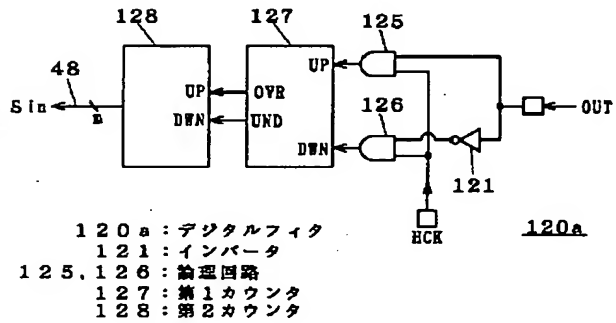 128
127
125
48
Sin
n
UP
OVR
UP
DWN
UND
126
OUT
DWN
121
HCK
120a
120a:デジタルフィタ
121:インバータ
125,126:論理回路
127:第1カウンタ
128:第2カウンタ